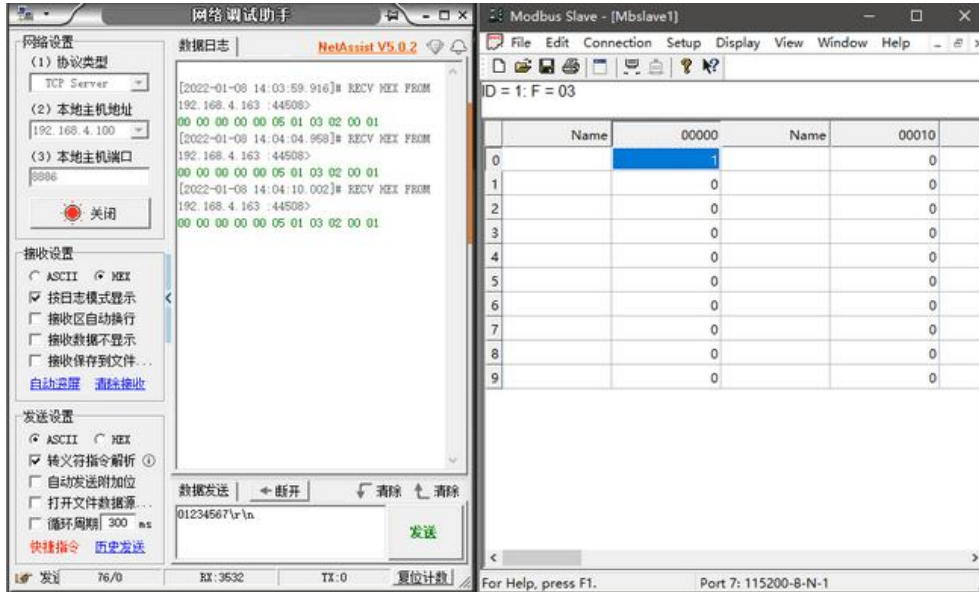 网络调试助手
网络设置
(1) 协议类型
TCP Server
(2) 本地主机地址
192.168.4.100
(3) 本地主机端口
8886
关闭
接收设置
ASCII HEX
按日志模式显示
接收区自动换行
接收数据不显示
接收保存到文件...
自动滚屏 清除接收
发送设置
ASCII HEX
转义符指令解析
自动发送附加位
打开文件数据源...
循环周期 300 ms
快捷指令 历史发送
数据日志 NetAssist V5.0.2
[2022-01-08 14:03:59.916]# RECV HEX FROM
192.168.4.163 :44508>
00 00 00 00 00 05 01 03 02 00 01
[2022-01-08 14:04:04.958]# RECV HEX FROM
192.168.4.163 :44508>
00 00 00 00 00 05 01 03 02 00 01
[2022-01-08 14:04:10.002]# RECV HEX FROM
192.168.4.163 :44508>
00 00 00 00 00 05 01 03 02 00 01
数据发送 断开 清除 清除
01234567\r\n
发送
76/0 RX:3532 TX:0 复位计数
Modbus Slave - [Mbslave1]
File Edit Connection Setup Display View Window Help
ID = 1: F = 03
Name 00000 Name 00010
0 1 0
1 0 0
2 0 0
3 0 0
4 0 0
5 0 0
6 0 0
7 0 0
8 0 0
9 0 0
For Help, press F1. Port 7: 115200-8-N-1